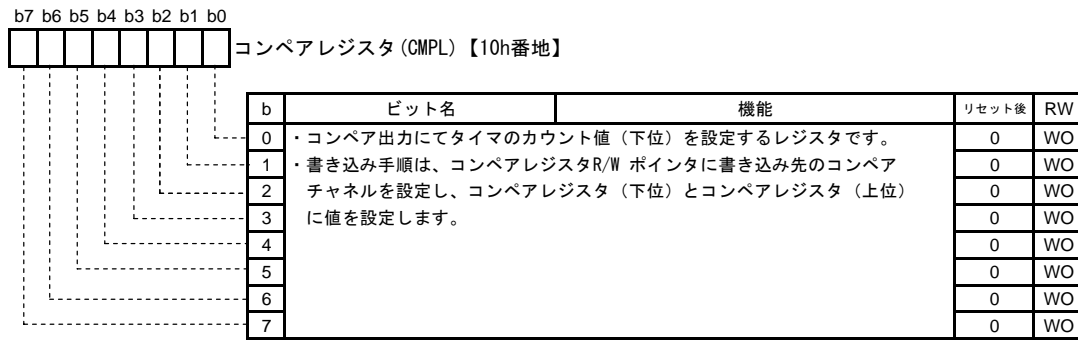 b7 b6 b5 b4 b3 b2 b1 b0
コンペアレジスタ(CMPL)【10h番地】
b ビット名 機能 リセット後 RW
0 ・コンペア出力にてタイマのカウント値（下位）を設定するレジスタです。 0 WO
1 ・書き込み手順は、コンペアレジスタR/W ポインタに書き込み先のコンペア 0 WO
2 チャネルを設定し、コンペアレジスタ（下位）とコンペアレジスタ（上位） 0 WO
3 に値を設定します。 0 WO
4 0 WO
5 0 WO
6 0 WO
7 0 WO